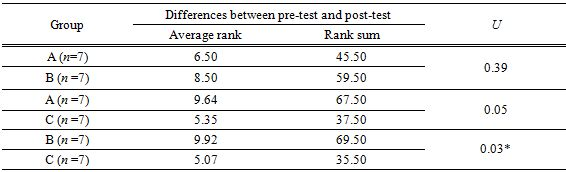 Group Differences between pre-test and post-test U
Average rank Rank sum
A (n=7) 6.50 45.50 0.39
B (n=7) 8.50 59.50
A (n =7) 9.64 67.50 0.05
C (n =7) 5.35 37.50
B (n =7) 9.92 69.50 0.03*
C (n =7) 5.07 35.50